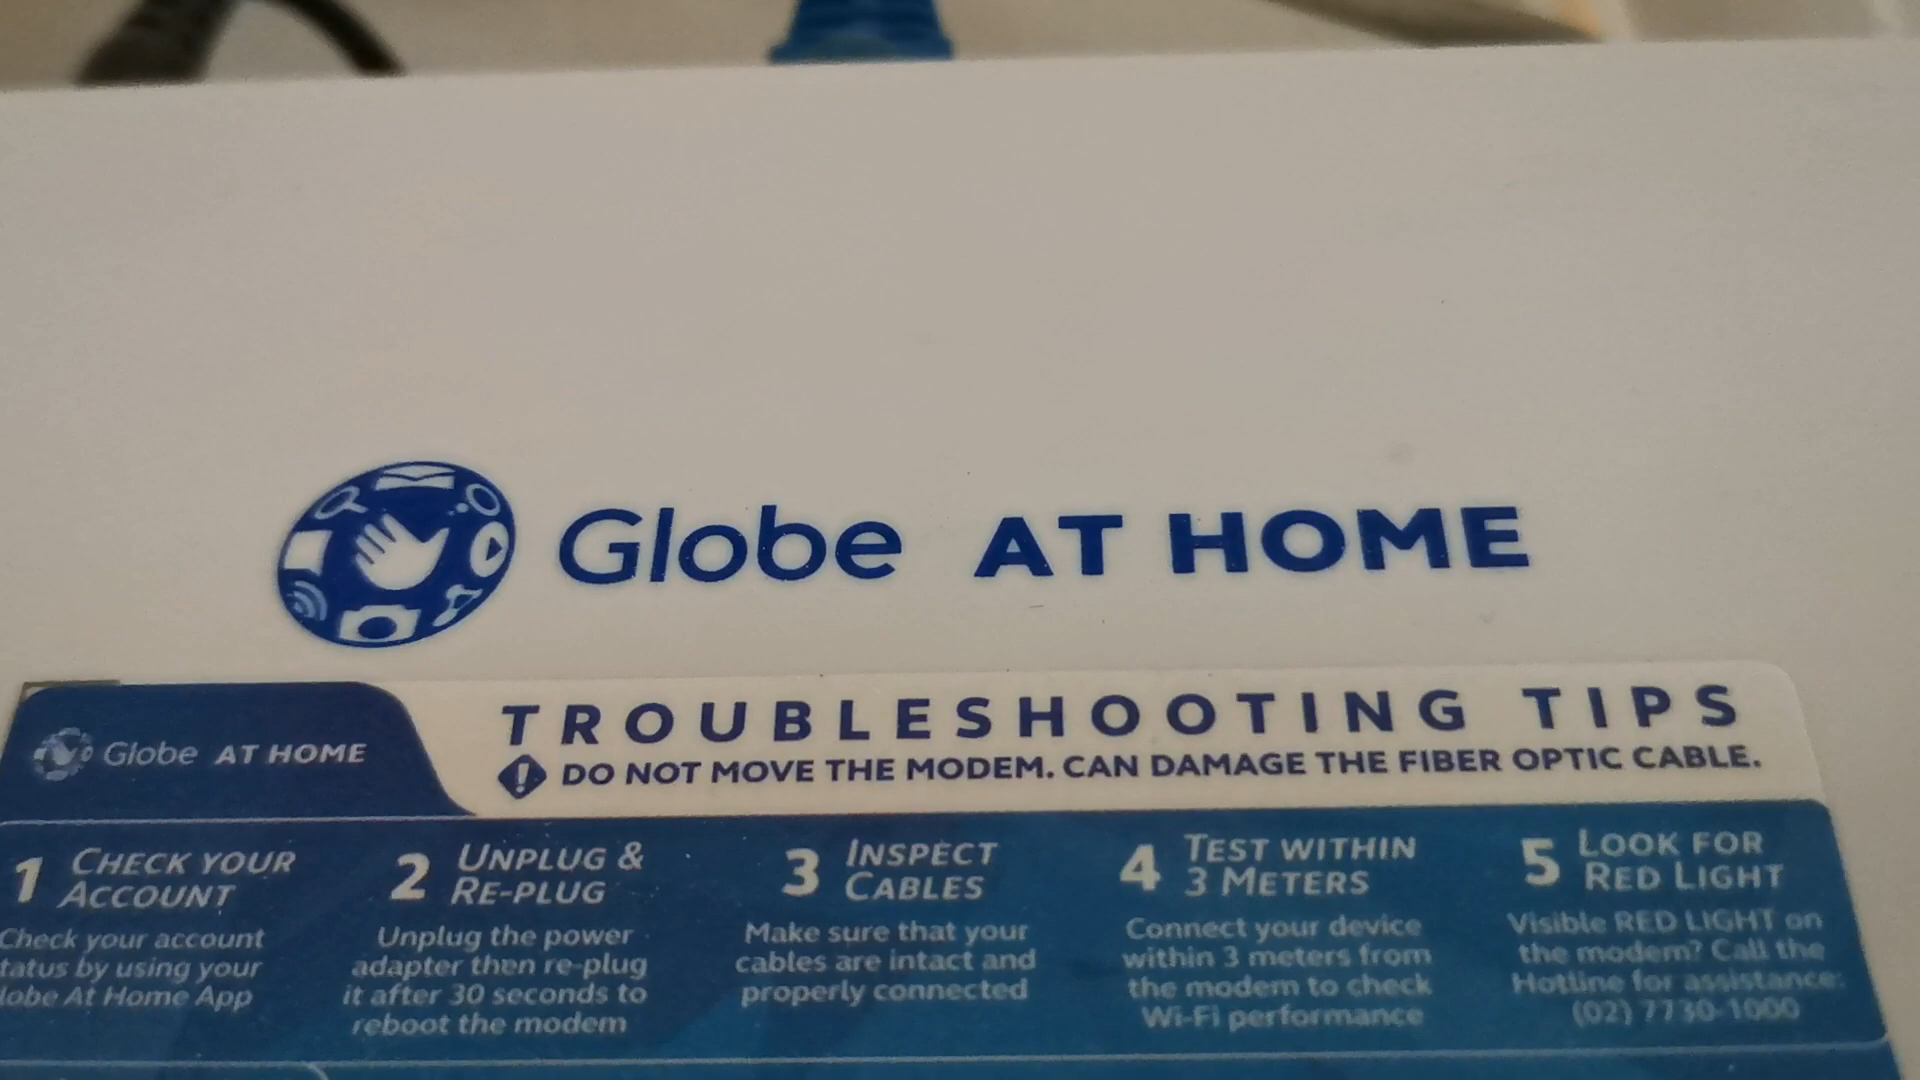 Globe AT HOME
Globe AT HOME
TROUBLESHOOTING TIPS
DO NOT MOVE THE MODEM. CAN DAMAGE THE FIBER OPTIC CABLE.
1 CHECK YOUR
ACCOUNT
Check your account
tatus by using your
lobe At Home App
2 UNPLUG &
RE-PLUG
Unplug the power
adapter then re-plug
it after 30 seconds to
reboot the modem
3 INSPECT
CABLES
Make sure that your
cables are intact and
properly connected
4 TEST WITHIN
3 METERS
Connect your device
within 3 meters from
the modem to check
Wi-Fi performance
5 LOOK FOR
RED LIGHT
Visible RED LIGHT on
the modem? Call the
Hotline for assistance:
(02) 7730-1000